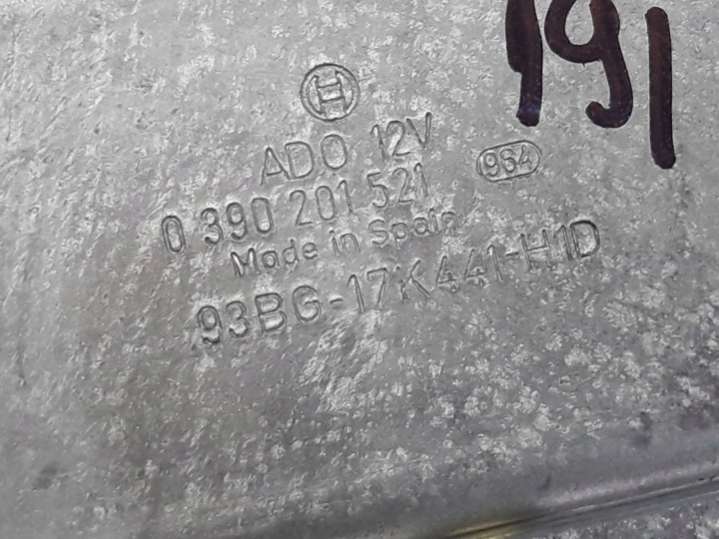 191
ADO 12V
964
0 390 201 521
Made in Spain
93BG-17K441-H1D